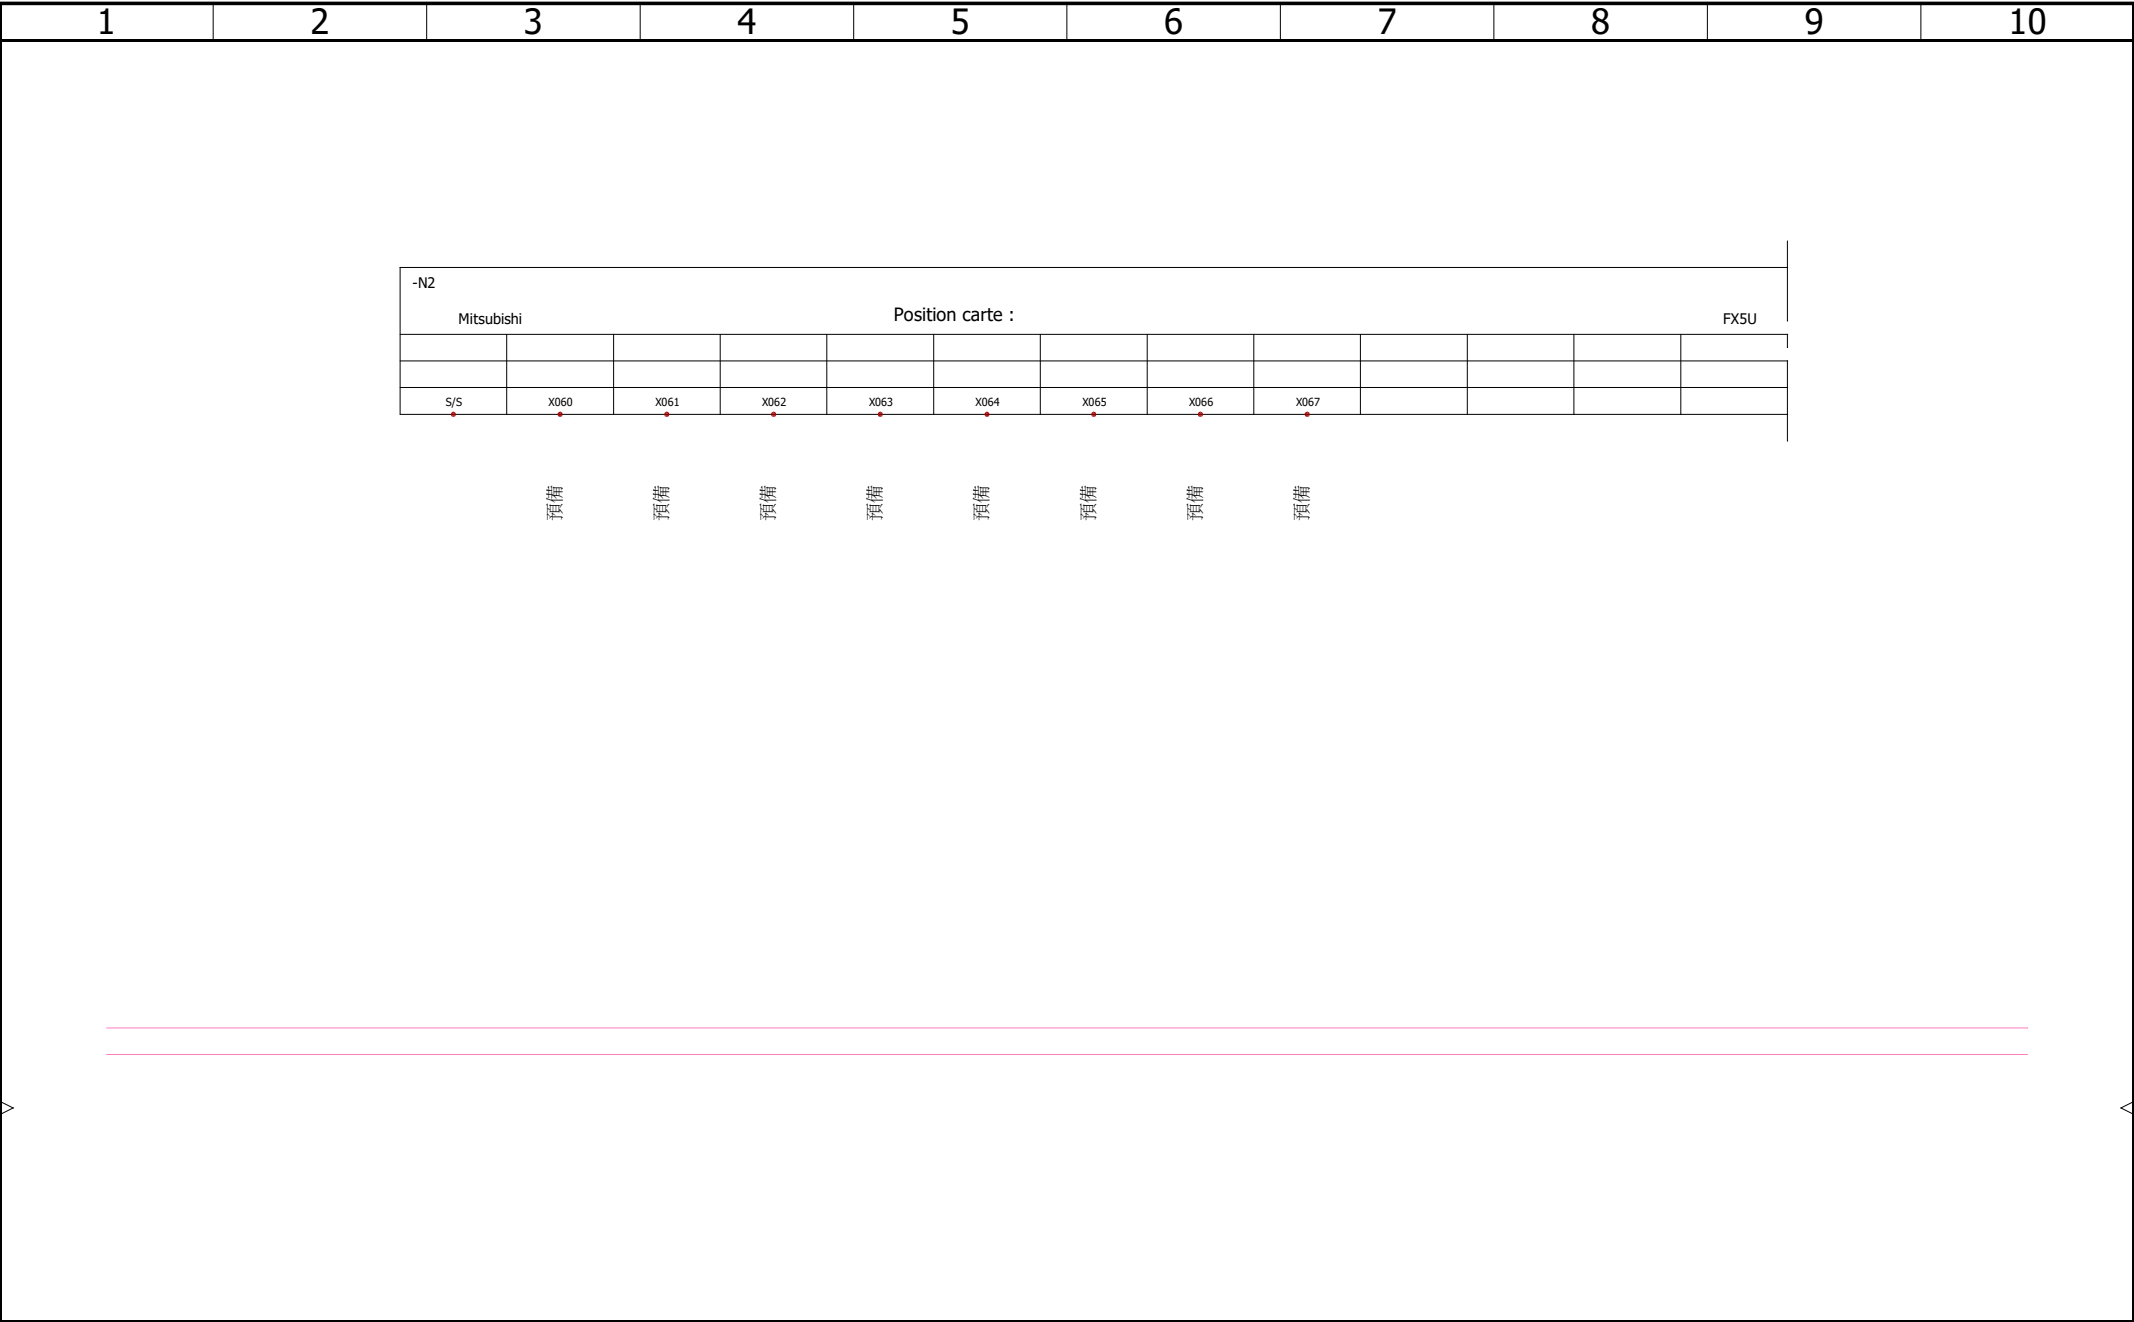 1 2 3 4 5 6 7 8 9 10
-N2
Mitsubishi Position carte : FX5U
S/S X060 X061 X062 X063 X064 X065 X066 X067
預備 預備 預備 預備 預備 預備 預備 預備